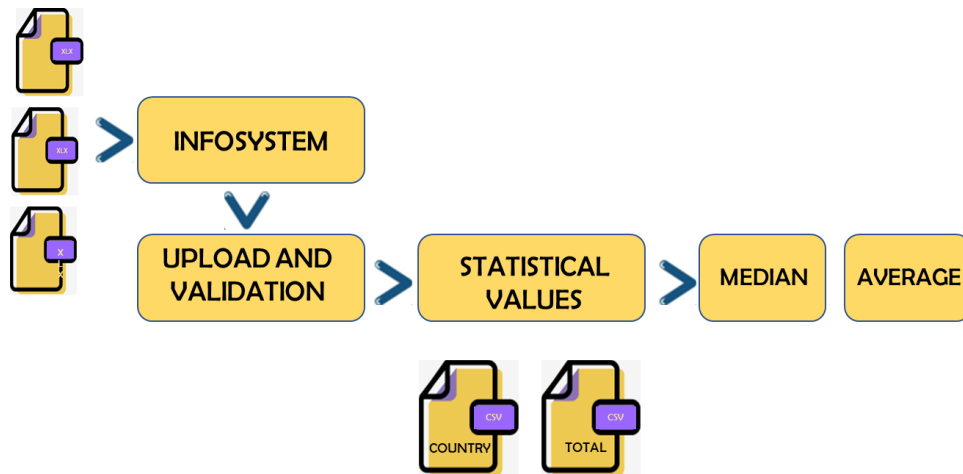 XLX
XLX
X
X
INFOSYSTEM
UPLOAD AND
VALIDATION
STATISTICAL
VALUES
MEDIAN
AVERAGE
CSV
COUNTRY
CSV
TOTAL